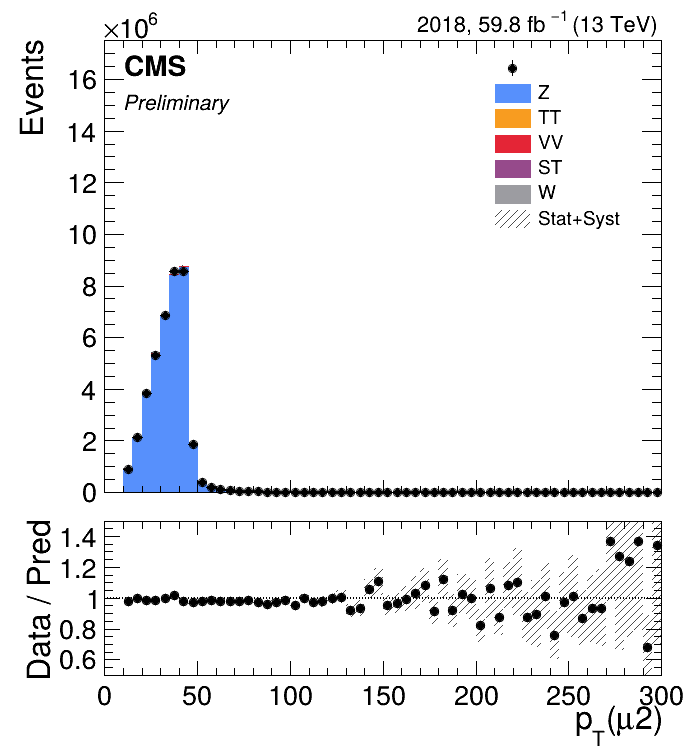 ×10⁶
2018, 59.8 fb⁻¹ (13 TeV)
Events
CMS
Preliminary
Z
TT
VV
ST
W
Stat+Syst
16
14
12
10
8
6
4
2
0
Data / Pred
1.4
1.2
1
0.8
0.6
0 50 100 150 200 250 300
p_T(μ2)